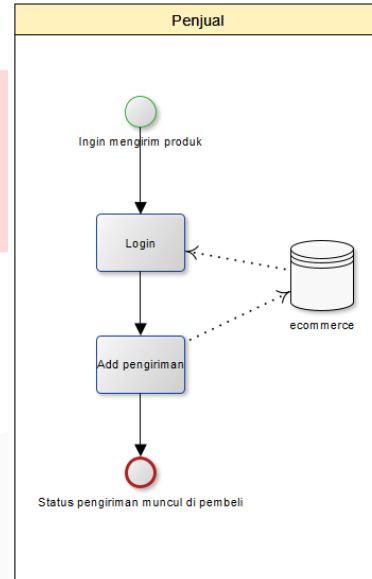 Penjual
Ingin mengirim produk
Login
ecommerce
Add pengiriman
Status pengiriman muncul di pembeli